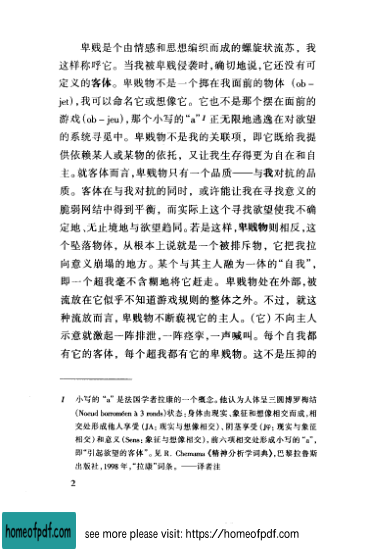 卑贱是个由情感和思想编织而成的螺旋状流苏，我
这样称呼它。当我被卑贱侵袭时，确切地说，它还没有可
定义的客体。卑贱物不是一个掷在我面前的物体（ob－
jet），我可以命名它或想像它。它也不是那个摆在面前的
游戏（ob－jeu），那个小写的“a”1 正无限地逃逸在对欲望
的系统寻觅中。卑贱物不是我的关联项，即它既给我提
供依赖某人或某物的依托，又让我生存得更为自在和自
主。就客体而言，卑贱物只有一个品质——与我对抗的品
质。客体在与我对抗的同时，或许能让我在寻找意义的
脆弱网结中得到平衡，而实际上这个寻找欲望使我不确
定地、无止境地与欲望趋同。若是这样，卑贱物则相反，这
个坠落物体，从根本上说就是一个被排斥物，它把我拉
向意义崩塌的地方。某个与其主人融为一体的“自我”，
即一个超我毫不含糊地将它赶走。卑贱物处在外部，被
流放在它似乎不知道游戏规则的整体之外。不过，就这
种流放而言，卑贱物不断藐视它的主人。（它）不向主人
示意就激起一阵排泄，一阵痉挛，一声喊叫。每个自我都
有它的客体，每个超我都有它的卑贱物。这不是压抑的
1 小写的“a”是法国学者拉康的一个概念。他认为人体呈三圆博罗梅结
（Noeud borroméen à 3 ronds）状态：身体由现实、象征和想像相交而成，相
交处形成他人享受（JA：现实与想像相交）、阴茎享受（Jφ：现实与象征
相交）和意义（Sens：象征与想像相交），前六项相交处形成小写的“a”，
即“引起欲望的客体”。见 R. Chemama《精神分析学词典》，巴黎拉鲁斯
出版社，1998 年，“拉康”词条。——译者注
2
homeofpdf.com
see more please visit: https://homeofpdf.com